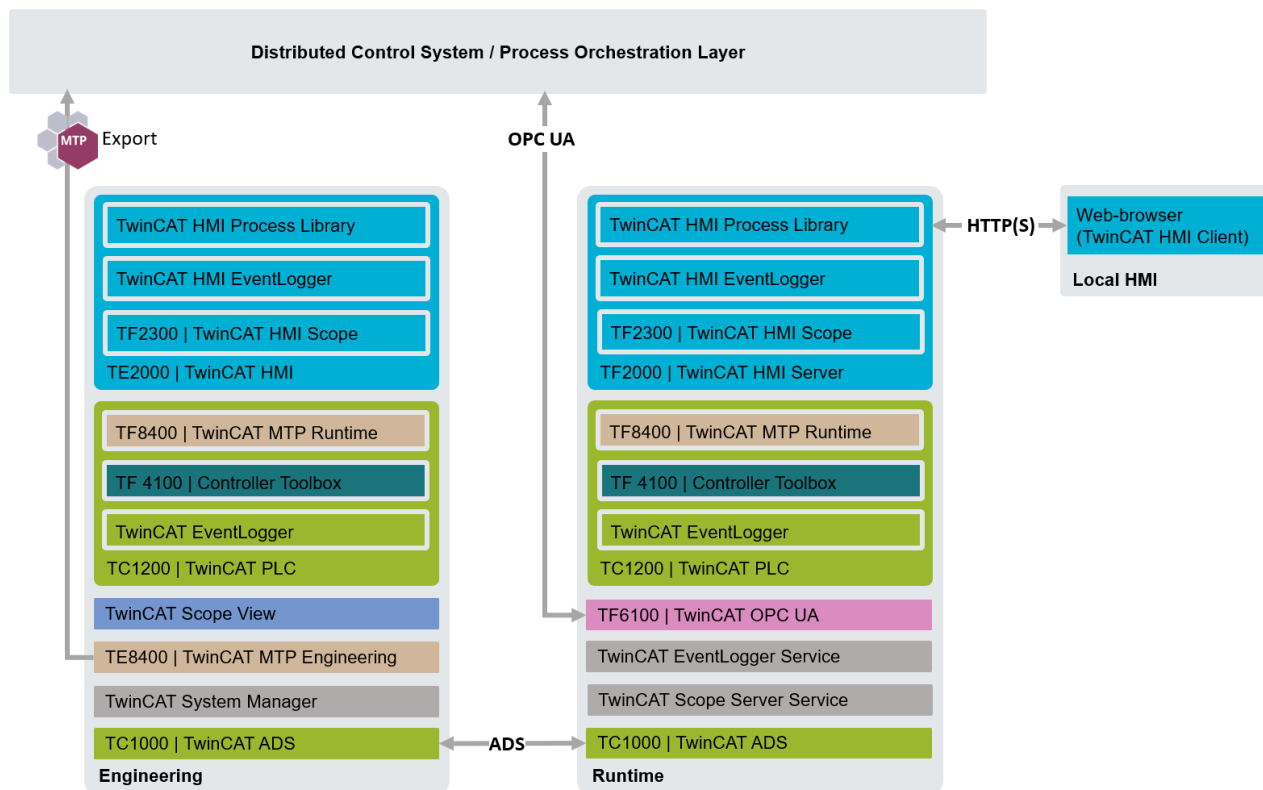 Distributed Control System / Process Orchestration Layer
MTP
Export
OPC UA
TwinCAT HMI Process Library
TwinCAT HMI EventLogger
TF2300 | TwinCAT HMI Scope
TE2000 | TwinCAT HMI
TF8400 | TwinCAT MTP Runtime
TF 4100 | Controller Toolbox
TwinCAT EventLogger
TC1200 | TwinCAT PLC
TwinCAT Scope View
TE8400 | TwinCAT MTP Engineering
TwinCAT System Manager
TC1000 | TwinCAT ADS
Engineering
ADS
TwinCAT HMI Process Library
TwinCAT HMI EventLogger
TF2300 | TwinCAT HMI Scope
TF2000 | TwinCAT HMI Server
TF8400 | TwinCAT MTP Runtime
TF 4100 | Controller Toolbox
TwinCAT EventLogger
TC1200 | TwinCAT PLC
TF6100 | TwinCAT OPC UA
TwinCAT EventLogger Service
TwinCAT Scope Server Service
TC1000 | TwinCAT ADS
Runtime
HTTP(S)
Web-browser
(TwinCAT HMI Client)
Local HMI